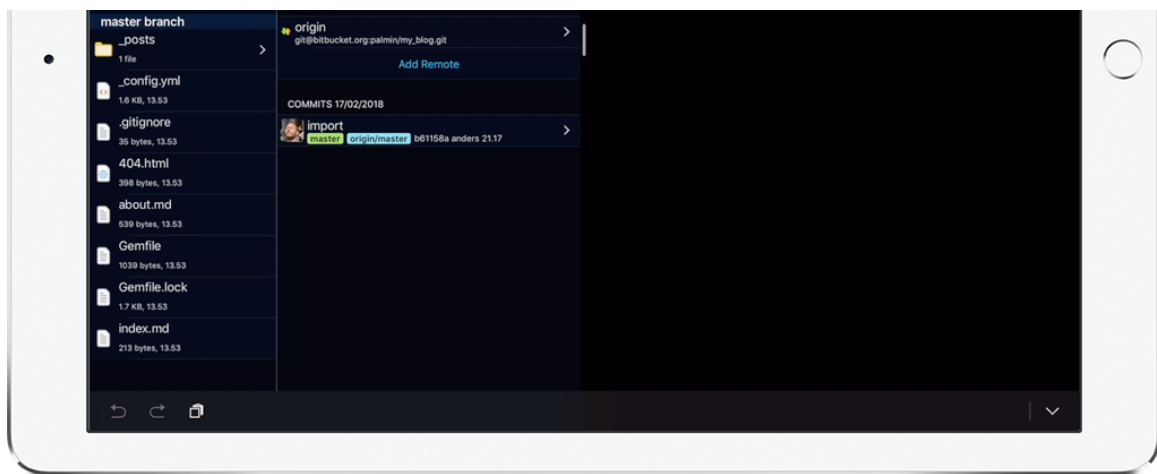 master branch
_posts
1 file
_config.yml
1.6 KB, 13.53
.gitignore
35 bytes, 13.53
404.html
398 bytes, 13.53
about.md
539 bytes, 13.53
Gemfile
1039 bytes, 13.53
Gemfile.lock
1.7 KB, 13.53
index.md
213 bytes, 13.53
origin
git@bitbucket.org:palmin/my_blog.git
Add Remote
COMMITS 17/02/2018
import
master origin/master b61158a anders 21.17